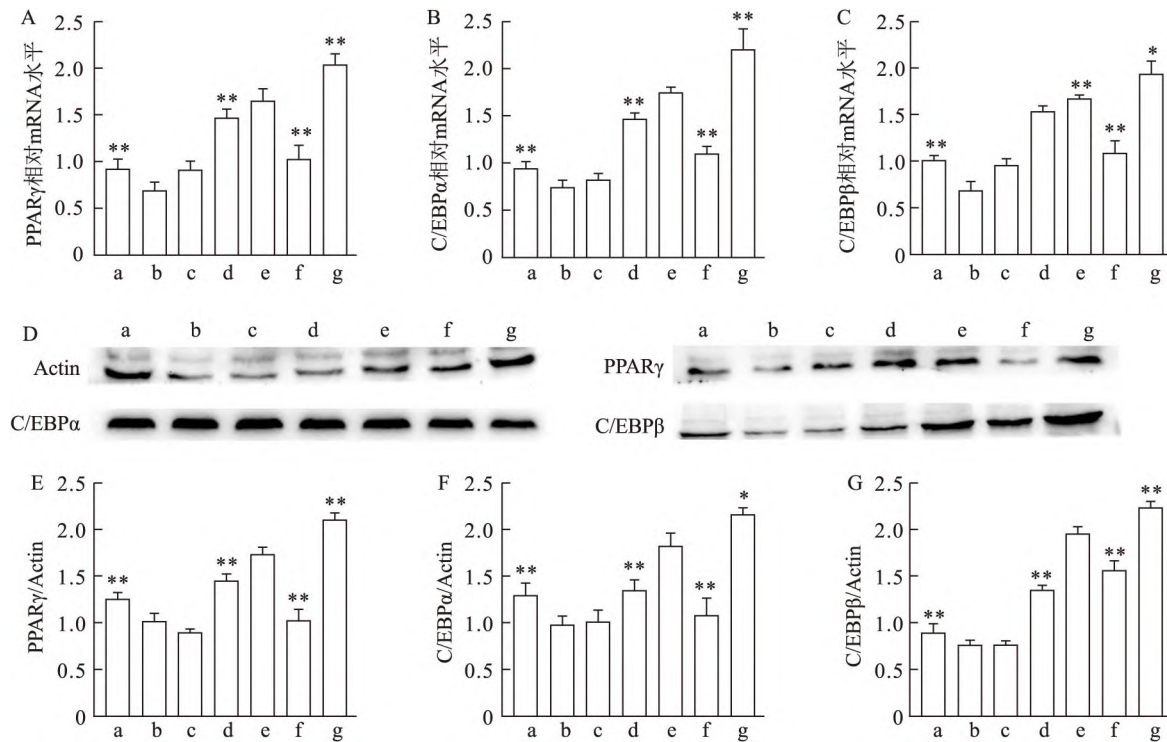 A
PPARγ相对mRNA水平
2.5
2.0
1.5
1.0
0.5
0
** ** ** **
a b c d e f g
B
C/EBPα相对mRNA水平
2.5
2.0
1.5
1.0
0.5
0
** ** ** **
a b c d e f g
C
C/EBPβ相对mRNA水平
2.5
2.0
1.5
1.0
0.5
0
** ** ** *
a b c d e f g
D
a b c d e f g
Actin
C/EBPα
a b c d e f g
PPARγ
C/EBPβ
E
PPARγ/Actin
2.5
2.0
1.5
1.0
0.5
0
** ** ** **
a b c d e f g
F
C/EBPα/Actin
2.5
2.0
1.5
1.0
0.5
0
** ** ** *
a b c d e f g
G
C/EBPβ/Actin
2.5
2.0
1.5
1.0
0.5
0
** ** ** **
a b c d e f g